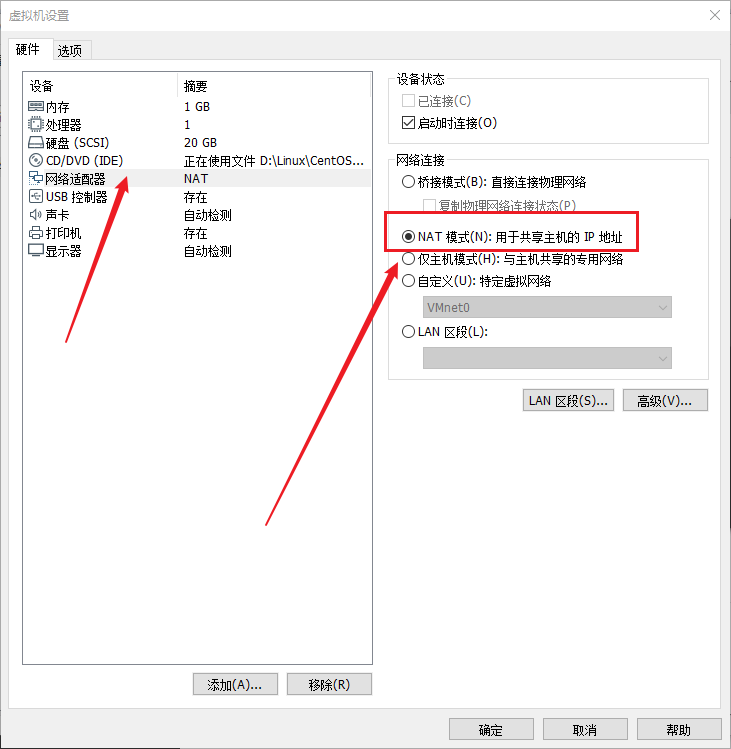 虚拟机设置
硬件 选项
设备 摘要
内存 1 GB
处理器 1
硬盘 (SCSI) 20 GB
CD/DVD (IDE) 正在使用文件 D:\Linux\CentOS...
网络适配器 NAT
USB 控制器 存在
声卡 自动检测
打印机 存在
显示器 自动检测
添加(A)... 移除(R)
设备状态
已连接(C)
启动时连接(O)
网络连接
桥接模式(B): 直接连接物理网络
复制物理网络连接状态(P)
NAT 模式(N): 用于共享主机的 IP 地址
仅主机模式(H): 与主机共享的专用网络
自定义(U): 特定虚拟网络
VMnet0
LAN 区段(L):
LAN 区段(S)... 高级(V)...
确定 取消 帮助